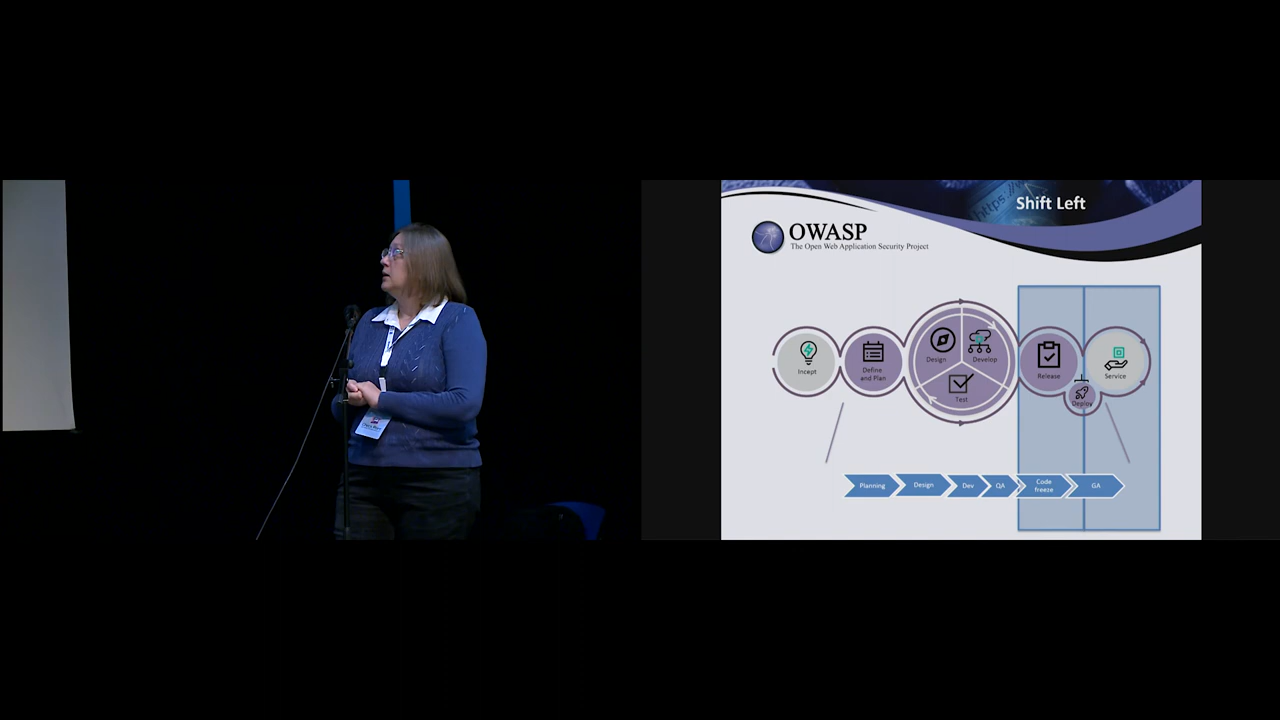 https://
Shift Left
OWASP
The Open Web Application Security Project
Incept
Define
and Plan
Design
Develop
Test
Release
Deploy
Service
Planning
Design
Dev
QA
Code
freeze
GA